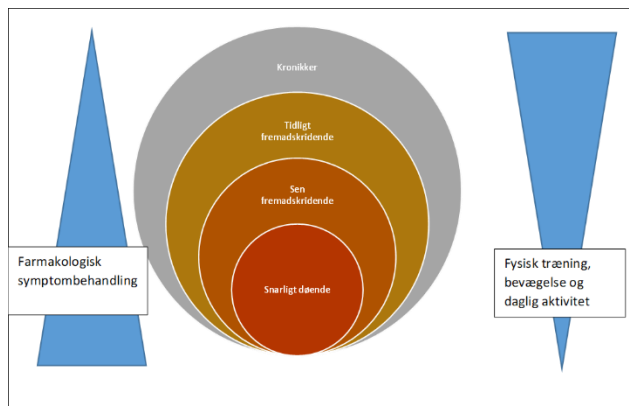 Kronikker
Tidligt
fremadskridende
Sen
fremadskridende
Snarligt døende
Farmakologisk
symptombehandling
Fysisk træning,
bevægelse og
daglig aktivitet